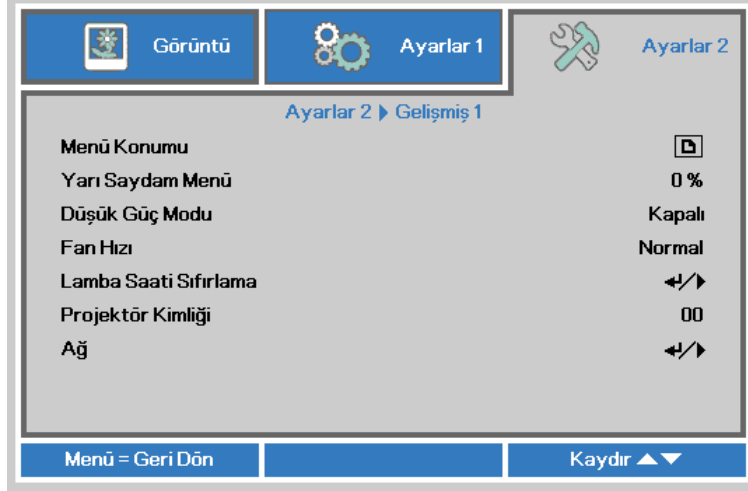 Görüntü Ayarlar 1 Ayarlar 2
Ayarlar 2 Gelişmiş 1
Menü Konumu
Yarı Saydam Menü 0 %
Düşük Güç Modu Kapalı
Fan Hızı Normal
Lamba Saati Sıfırlama ↵/▶
Projektör Kimliği 00
Ağ ↵/▶
Menü = Geri Dön Kaydır ▲▼